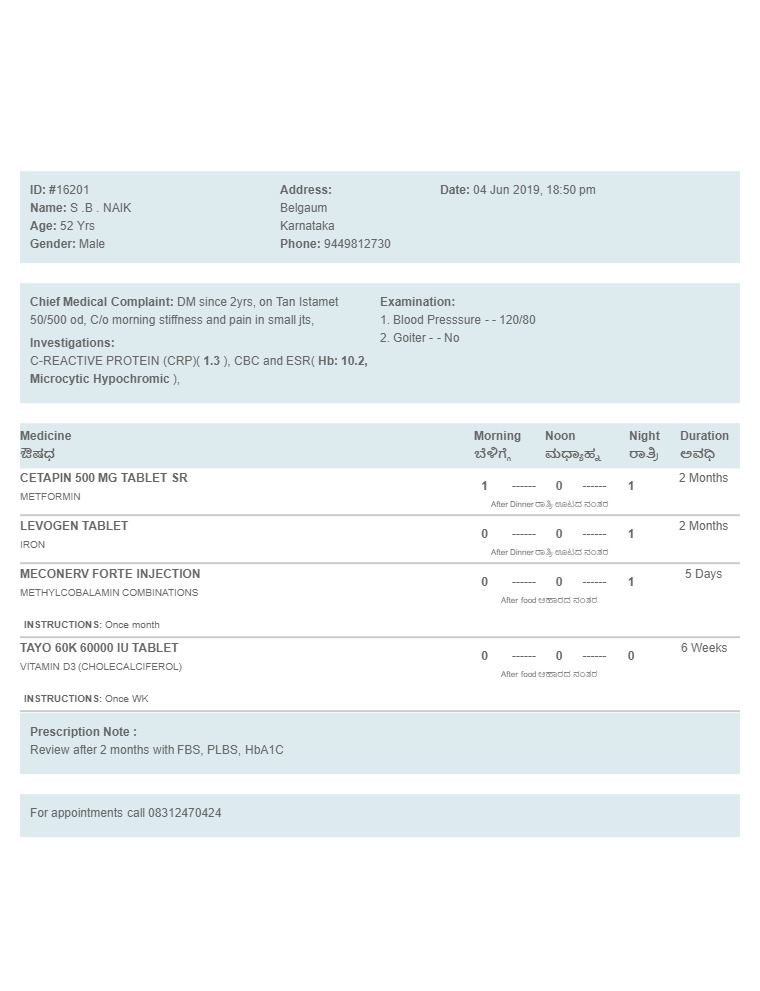 ID: #16201
Name: S .B . NAIK
Age: 52 Yrs
Gender: Male
Address:
Belgaum
Karnataka
Phone: 9449812730
Date: 04 Jun 2019, 18:50 pm
Chief Medical Complaint: DM since 2yrs, on Tan Istamet
50/500 od, C/o morning stiffness and pain in small jts,
Investigations:
C-REACTIVE PROTEIN (CRP)( 1.3 ), CBC and ESR( Hb: 10.2,
Microcytic Hypochromic ),
Examination:
1. Blood Presssure - - 120/80
2. Goiter - - No
Medicine Morning Noon Night Duration
ಔಷಧ ಬೆಳಿಗ್ಗೆ ಮಧ್ಯಾಹ್ನ ರಾತ್ರಿ ಅವಧಿ
CETAPIN 500 MG TABLET SR 1 ------ 0 ------ 1 2 Months
METFORMIN After Dinner ರಾತ್ರಿ ಊಟದ ನಂತರ
LEVOGEN TABLET 0 ------ 0 ------ 1 2 Months
IRON After Dinner ರಾತ್ರಿ ಊಟದ ನಂತರ
MECONERV FORTE INJECTION 0 ------ 0 ------ 1 5 Days
METHYLCOBALAMIN COMBINATIONS After food ಆಹಾರದ ನಂತರ
INSTRUCTIONS: Once month
TAYO 60K 60000 IU TABLET 0 ------ 0 ------ 0 6 Weeks
VITAMIN D3 (CHOLECALCIFEROL) After food ಆಹಾರದ ನಂತರ
INSTRUCTIONS: Once WK
Prescription Note :
Review after 2 months with FBS, PLBS, HbA1C
For appointments call 08312470424